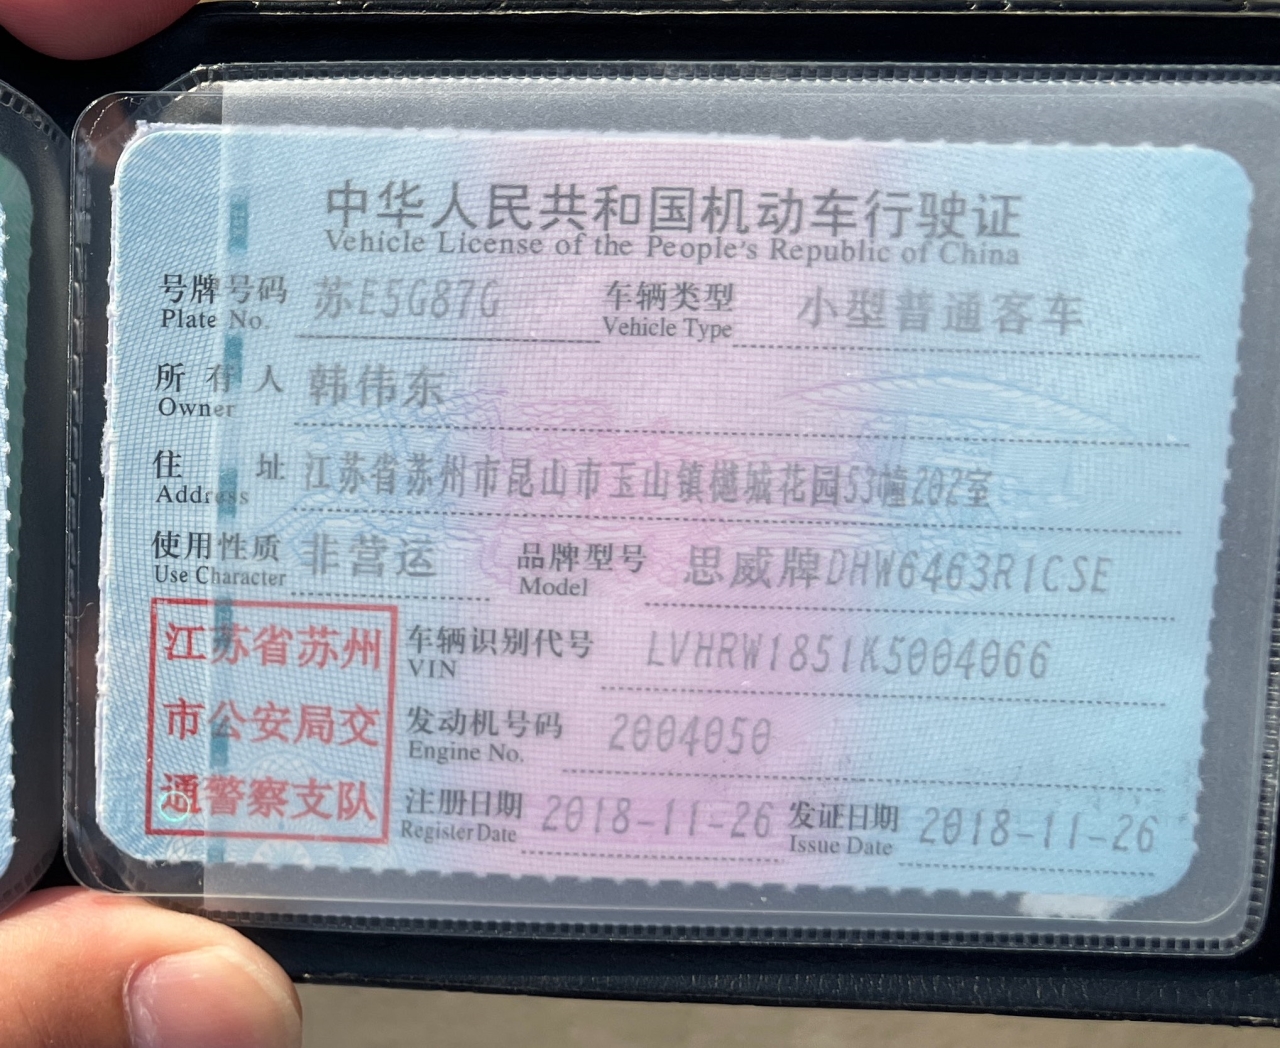 中华人民共和国机动车行驶证
Vehicle License of the People's Republic of China
号牌号码 苏E5G87G 车辆类型 小型普通客车
Plate No. Vehicle Type
所有人 韩伟东
Owner
住址 江苏省苏州市昆山市玉山镇樾城花园53幢202室
Address
使用性质 非营运 品牌型号 思威牌DHW6463R1CSE
Use Character Model
江苏省苏州
市公安局交
通警察支队
车辆识别代号 LVHRW1851K5004066
VIN
发动机号码 2004050
Engine No.
注册日期 2018-11-26 发证日期 2018-11-26
Register Date Issue Date